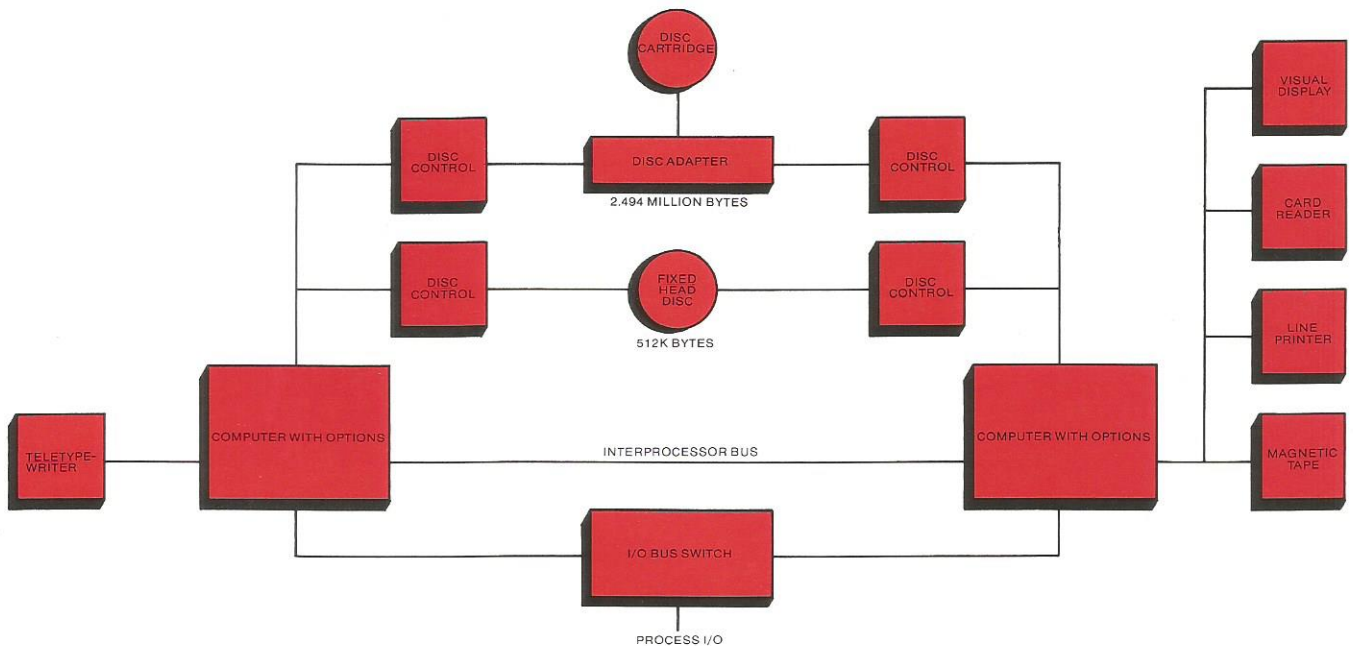 DISC
CARTRIDGE
VISUAL
DISPLAY
DISC
CONTROL
DISC ADAPTER
DISC
CONTROL
2.494 MILLION BYTES
CARD
READER
DISC
CONTROL
FIXED
HEAD
DISC
DISC
CONTROL
512K BYTES
LINE
PRINTER
TELETYPE-
WRITER
COMPUTER WITH OPTIONS
INTERPROCESSOR BUS
COMPUTER WITH OPTIONS
MAGNETIC
TAPE
I/O BUS SWITCH
PROCESS I/O